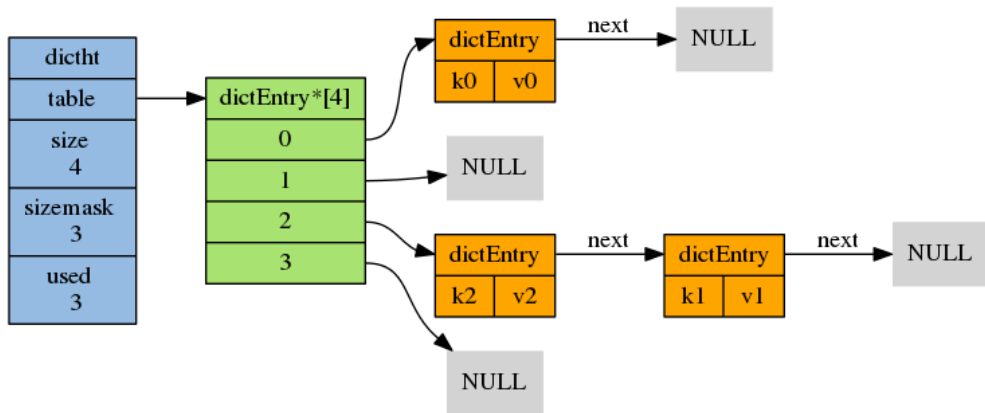 dictht
table
size
4
sizemask
3
used
3
dictEntry*[4]
0
1
2
3
dictEntry
k0 v0
next
NULL
NULL
dictEntry
k2 v2
next
dictEntry
k1 v1
next
NULL
NULL